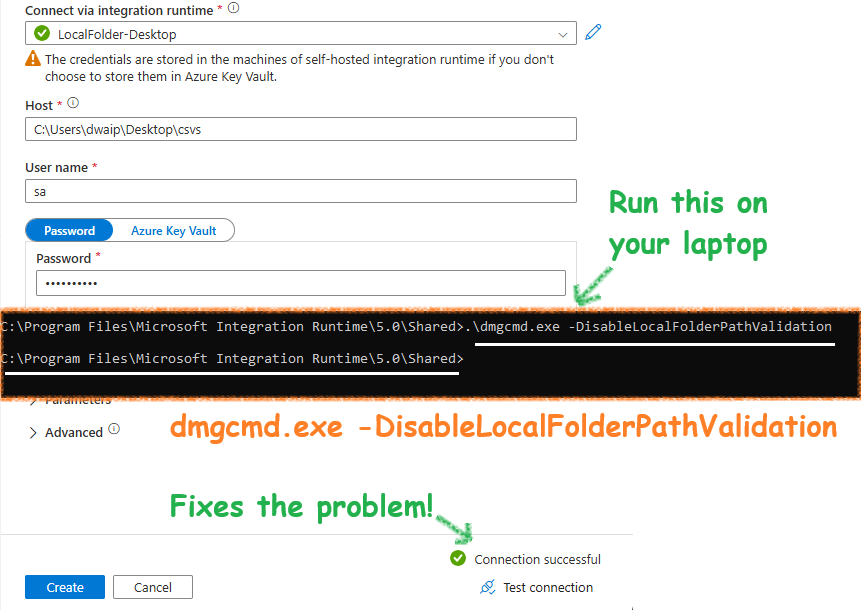 Connect via integration runtime * ⓘ
LocalFolder-Desktop
The credentials are stored in the machines of self-hosted integration runtime if you don't
choose to store them in Azure Key Vault.
Host * ⓘ
C:\Users\dwaip\Desktop\csvs
User name *
sa
Run this on
your laptop
Password Azure Key Vault
Password *
••••••••••
C:\Program Files\Microsoft Integration Runtime\5.0\Shared>.\dmgcmd.exe -DisableLocalFolderPathValidation
C:\Program Files\Microsoft Integration Runtime\5.0\Shared>
Parameters
dmgcmd.exe -DisableLocalFolderPathValidation
Advanced ⓘ
Fixes the problem!
Connection successful
Create Cancel Test connection